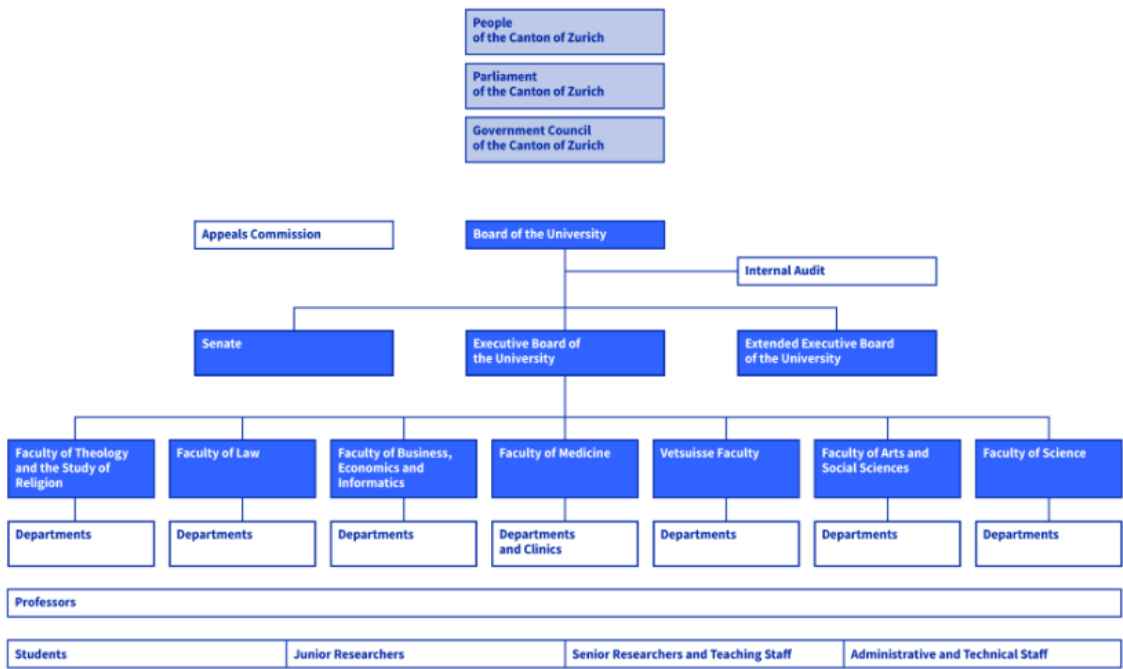 People
of the Canton of Zurich
Parliament
of the Canton of Zurich
Government Council
of the Canton of Zurich
Appeals Commission
Board of the University
Internal Audit
Senate
Executive Board of
the University
Extended Executive Board
of the University
Faculty of Theology
and the Study of
Religion
Faculty of Law
Faculty of Business,
Economics and
Informatics
Faculty of Medicine
Vetsuisse Faculty
Faculty of Arts and
Social Sciences
Faculty of Science
Departments
Departments
Departments
Departments
and Clinics
Departments
Departments
Departments
Professors
Students
Junior Researchers
Senior Researchers and Teaching Staff
Administrative and Technical Staff